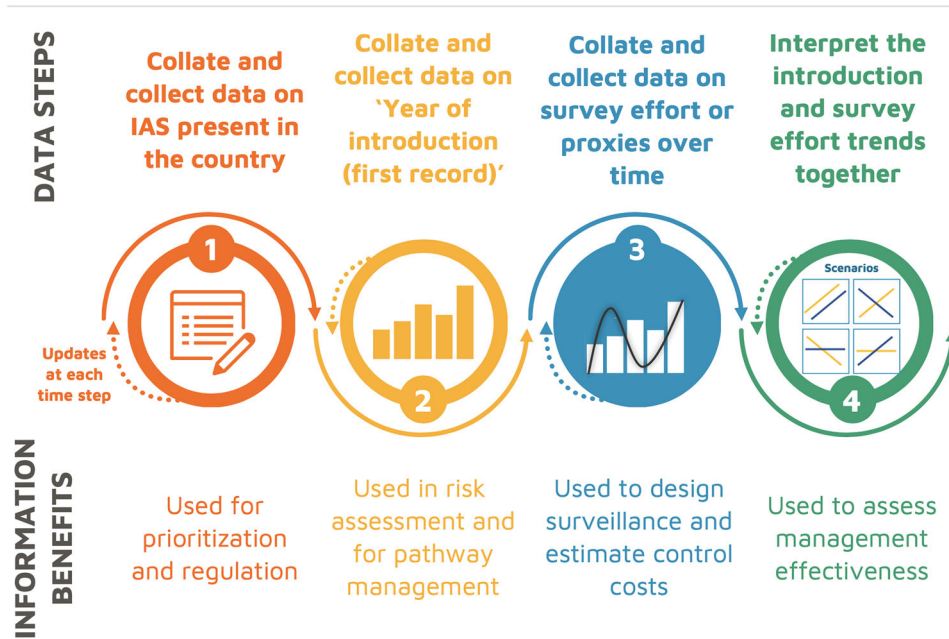 DATA STEPS
Collate and
collect data on
IAS present in
the country
Collate and
collect data on
‘Year of
introduction
(first record)’
Collate and
collect data on
survey effort or
proxies over
time
Interpret the
introduction
and survey
effort trends
together
1
2
3
4
Scenarios
Updates
at each
time step
INFORMATION
BENEFITS
Used for
prioritization
and regulation
Used in risk
assessment and
for pathway
management
Used to design
surveillance and
estimate control
costs
Used to assess
management
effectiveness